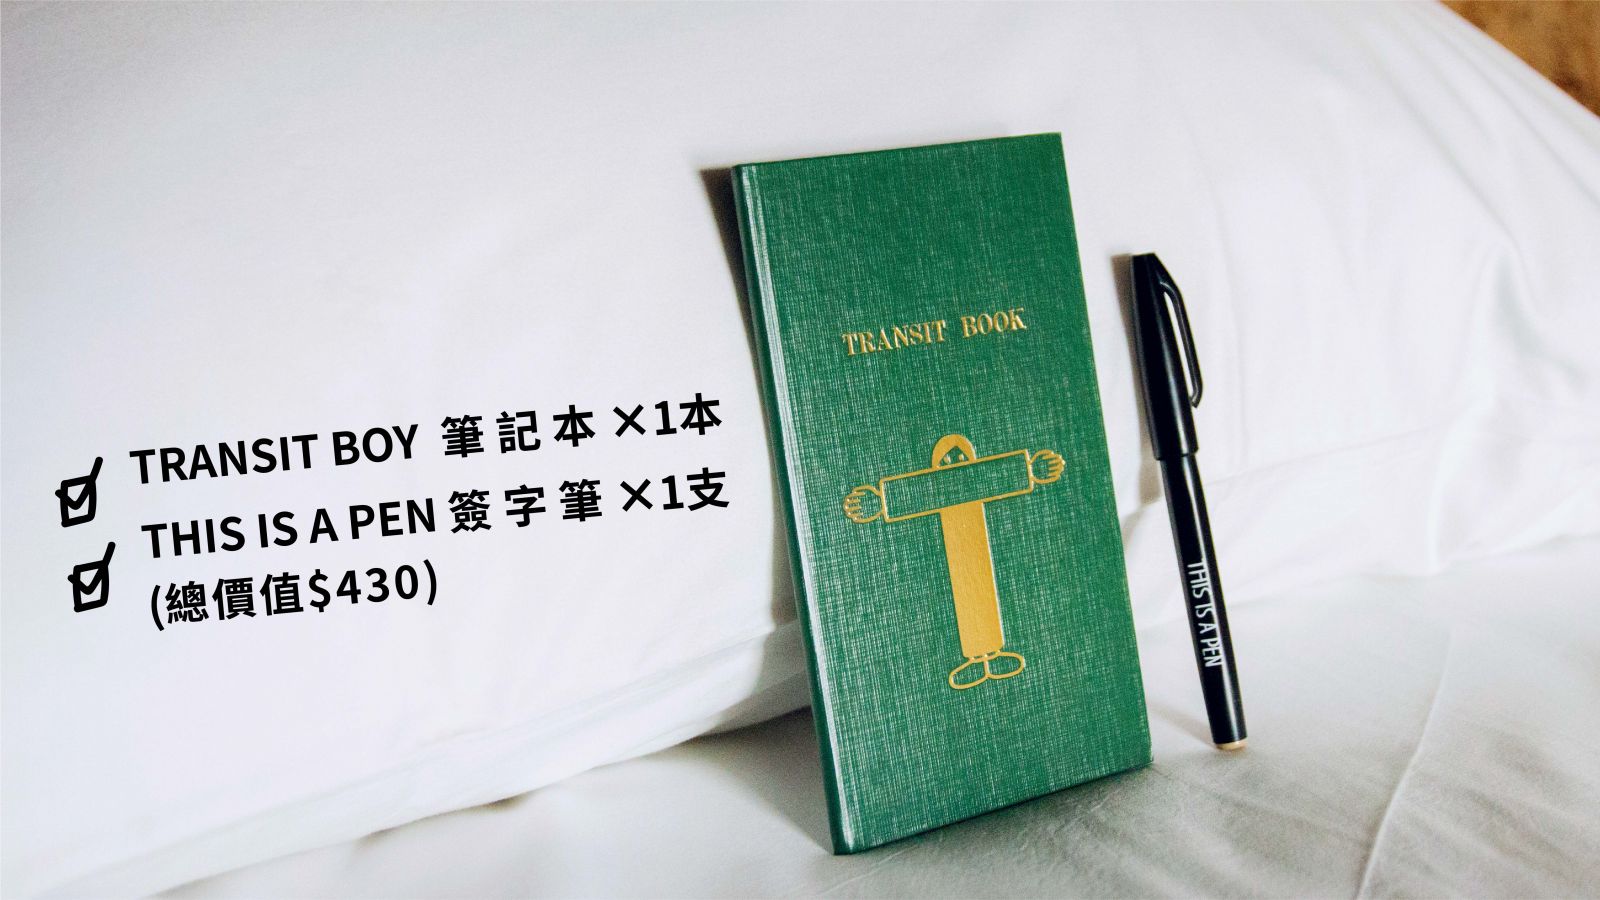 TRANSIT BOY 筆記本 ×1本
THIS IS A PEN 簽字筆 ×1支
(總價值$430)
TRANSIT BOOK
THIS IS A PEN